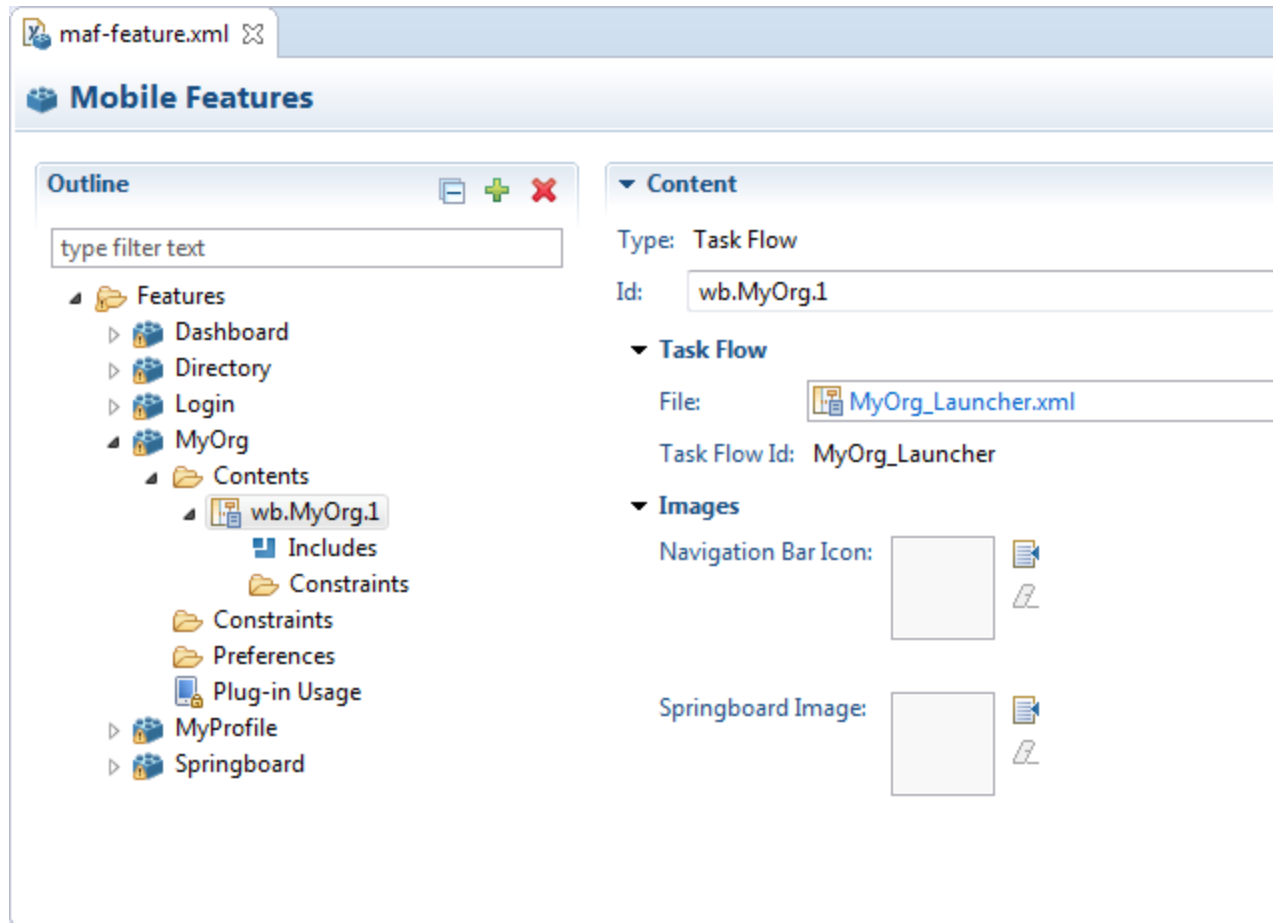 maf-feature.xml
Mobile Features
Outline
type filter text
Features
Dashboard
Directory
Login
MyOrg
Contents
wb.MyOrg.1
Includes
Constraints
Constraints
Preferences
Plug-in Usage
MyProfile
Springboard
Content
Type: Task Flow
Id: wb.MyOrg.1
Task Flow
File: MyOrg_Launcher.xml
Task Flow Id: MyOrg_Launcher
Images
Navigation Bar Icon:
Springboard Image: